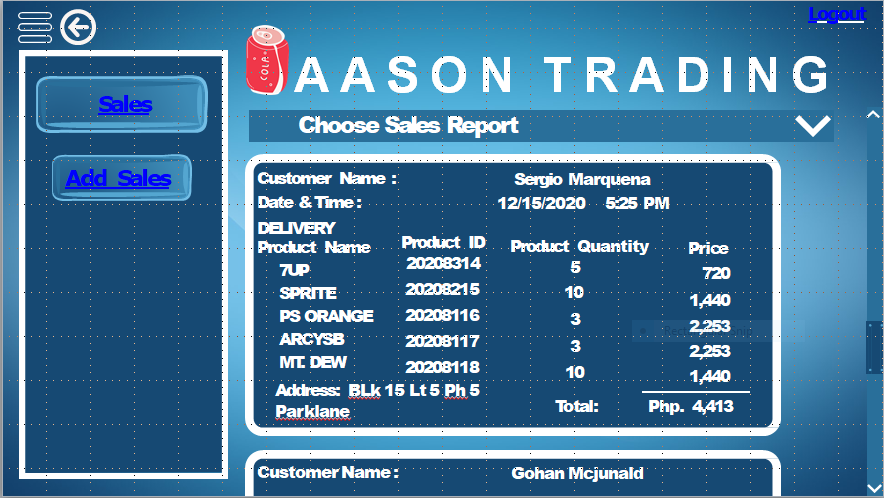 Logout
COLA
AASON TRADING
Sales
Add Sales
Choose Sales Report
Customer Name : Sergio Marquena
Date & Time : 12/15/2020 5:25 PM
DELIVERY
Product Name Product ID Product Quantity Price
7UP 20208314 5 720
SPRITE 20208215 10 1,440
PS ORANGE 20208116 3 2,253
ARCYSB 20208117 3 2,253
MT. DEW 20208118 10 1,440
Address: BLk 15 Lt 5 Ph 5
Parklane
Total: Php. 4,413
Customer Name : Gohan Mcjunald